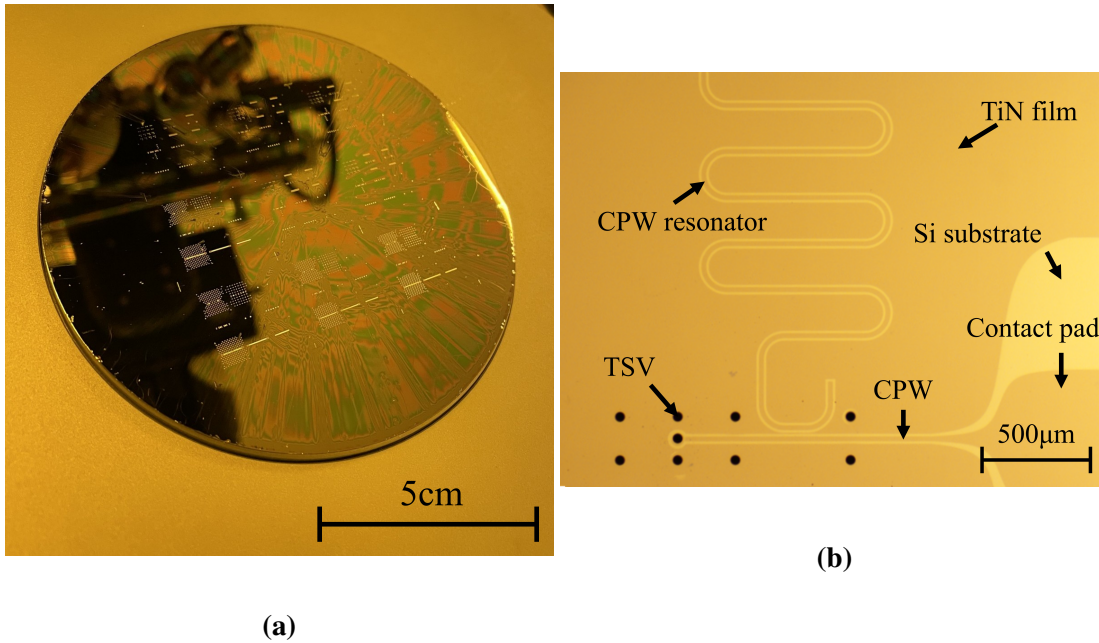 5cm
(a)
TiN film
CPW resonator
Si substrate
Contact pad
TSV
CPW
500μm
(b)